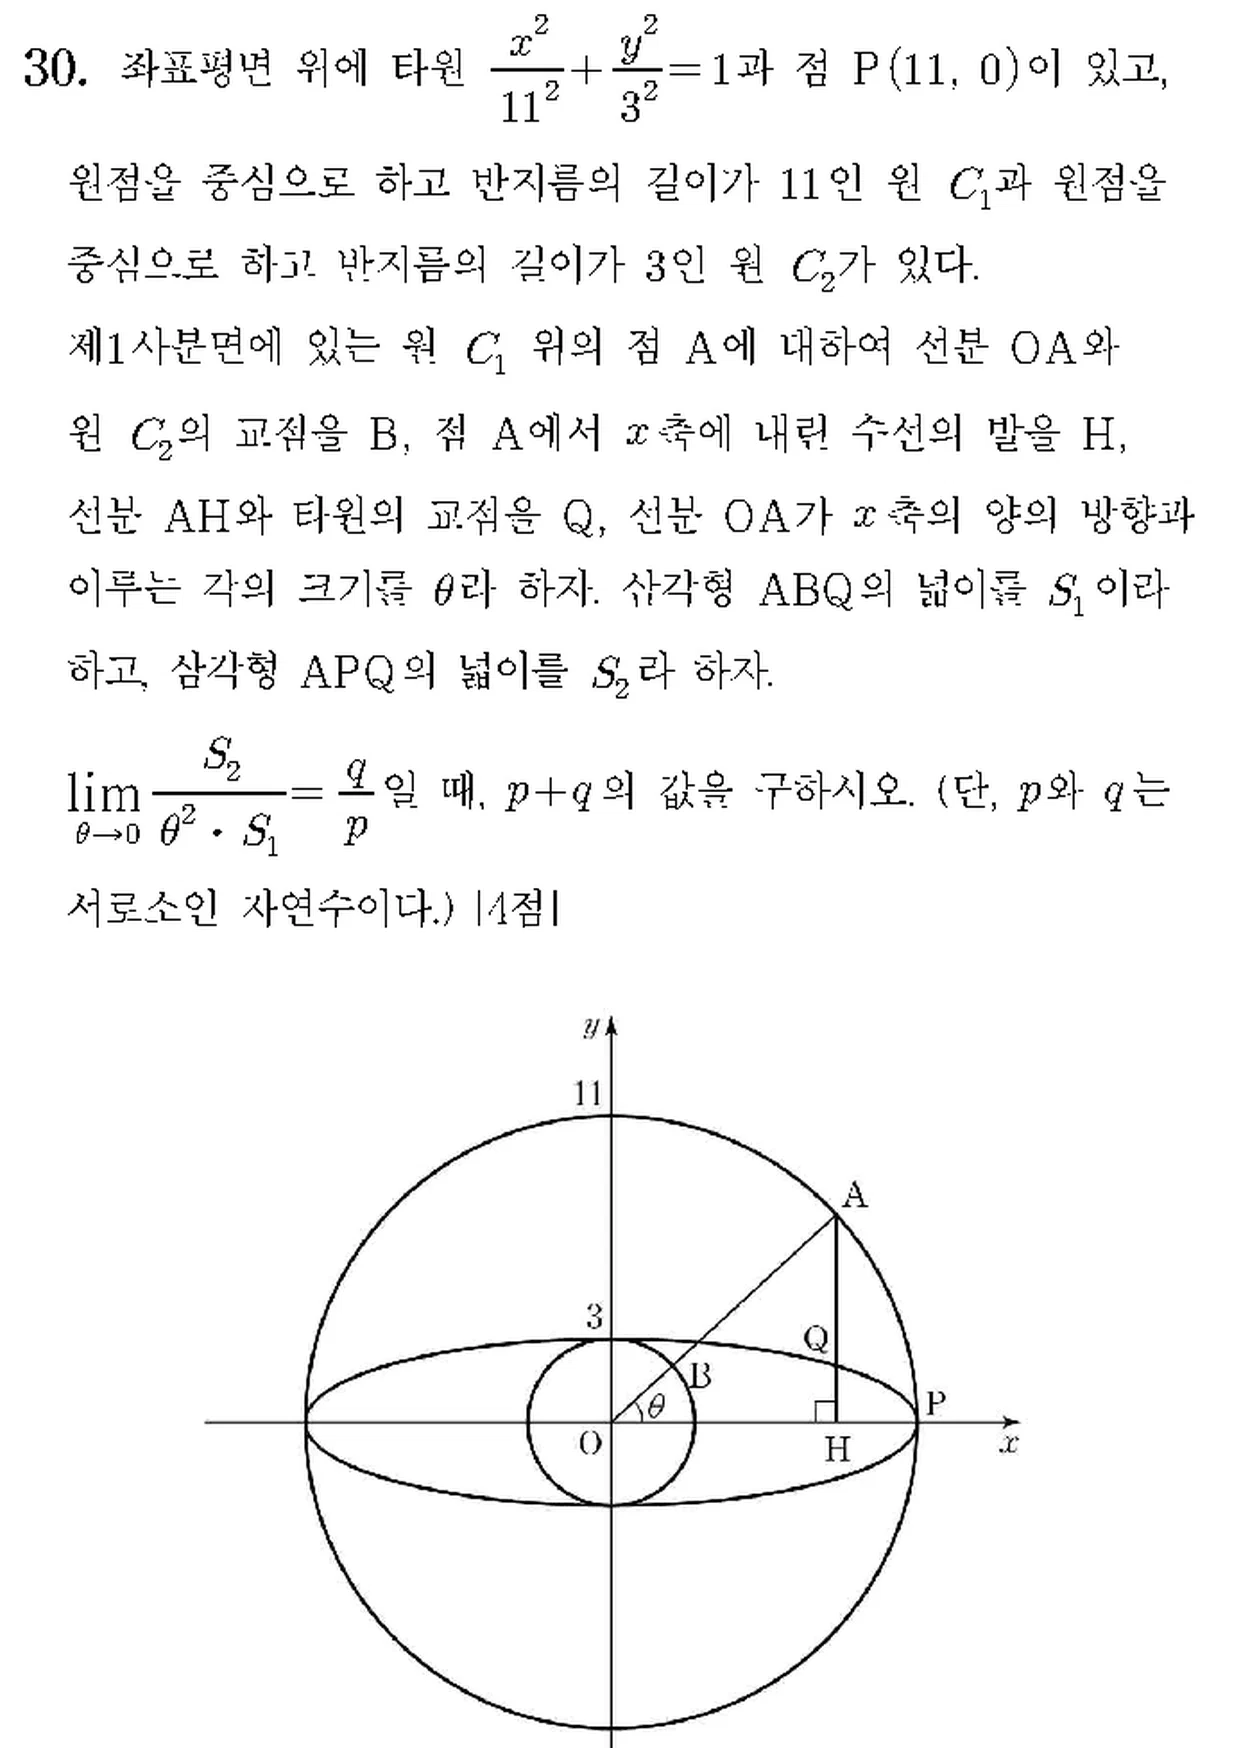 30. 좌표평면 위에 타원 x²/11² + y²/3² = 1과 점 P(11, 0)이 있고,
원점을 중심으로 하고 반지름의 길이가 11인 원 C₁과 원점을
중심으로 하고 반지름의 길이가 3인 원 C₂가 있다.
제1사분면에 있는 원 C₁ 위의 점 A에 대하여 선분 OA와
원 C₂의 교점을 B, 점 A에서 x축에 내린 수선의 발을 H,
선분 AH와 타원의 교점을 Q, 선분 OA가 x축의 양의 방향과
이루는 각의 크기를 θ라 하자. 삼각형 ABQ의 넓이를 S₁이라
하고, 삼각형 APQ의 넓이를 S₂라 하자.
lim θ→0 S₂/(θ²·S₁) = q/p일 때, p+q의 값을 구하시오. (단, p와 q는
서로소인 자연수이다.) [4점]
y
11
A
3
Q
B
P
θ
O
H
x